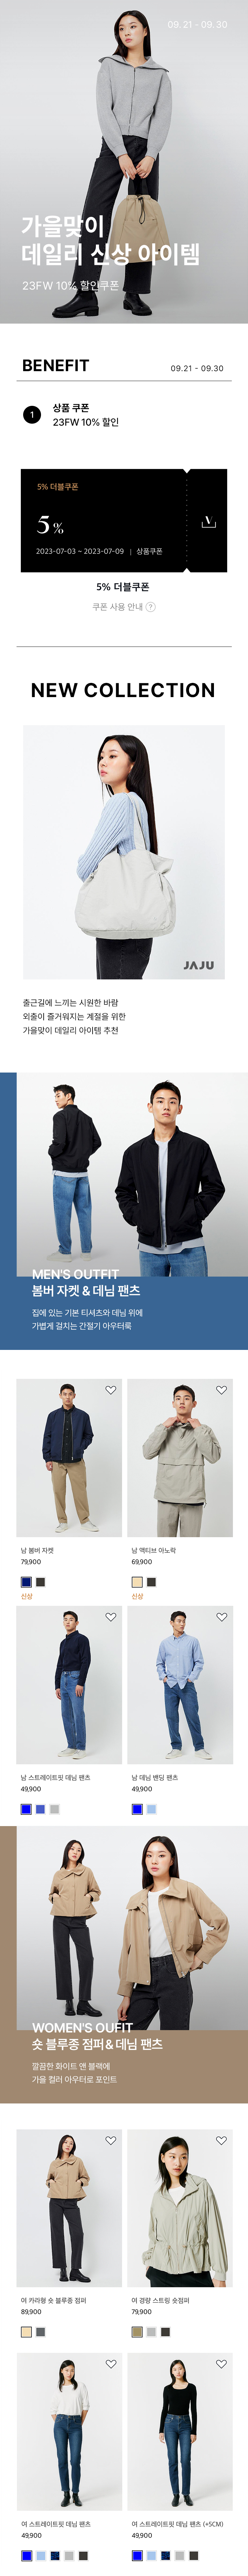 09. 21 - 09. 30
가을맞이
데일리 신상 아이템
23FW 10% 할인쿠폰
BENEFIT
09.21 - 09.30
1
상품 쿠폰
23FW 10% 할인
5% 더블쿠폰
5 %
V
2023-07-03 ~ 2023-07-09 | 상품쿠폰
5% 더블쿠폰
쿠폰 사용 안내 ?
NEW COLLECTION
JAJU
출근길에 느끼는 시원한 바람
외출이 즐거워지는 계절을 위한
가을맞이 데일리 아이템 추천
MEN'S OUTFIT
봄버 자켓 & 데님 팬츠
집에 있는 기본 티셔츠와 데님 위에
가볍게 걸치는 간절기 아우터룩
남 봄버 자켓
79,900
신상
남 액티브 아노락
69,900
신상
남 스트레이트핏 데님 팬츠
49,900
남 데님 밴딩 팬츠
49,900
WOMEN'S OUFIT
숏 블루종 점퍼 & 데님 팬츠
깔끔한 화이트 앤 블랙에
가을 컬러 아우터로 포인트
여 카라형 숏 블루종 점퍼
89,900
여 경량 스트링 숏점퍼
79,900
여 스트레이트핏 데님 팬츠
49,900
여 스트레이트핏 데님 팬츠 (+5CM)
49,900